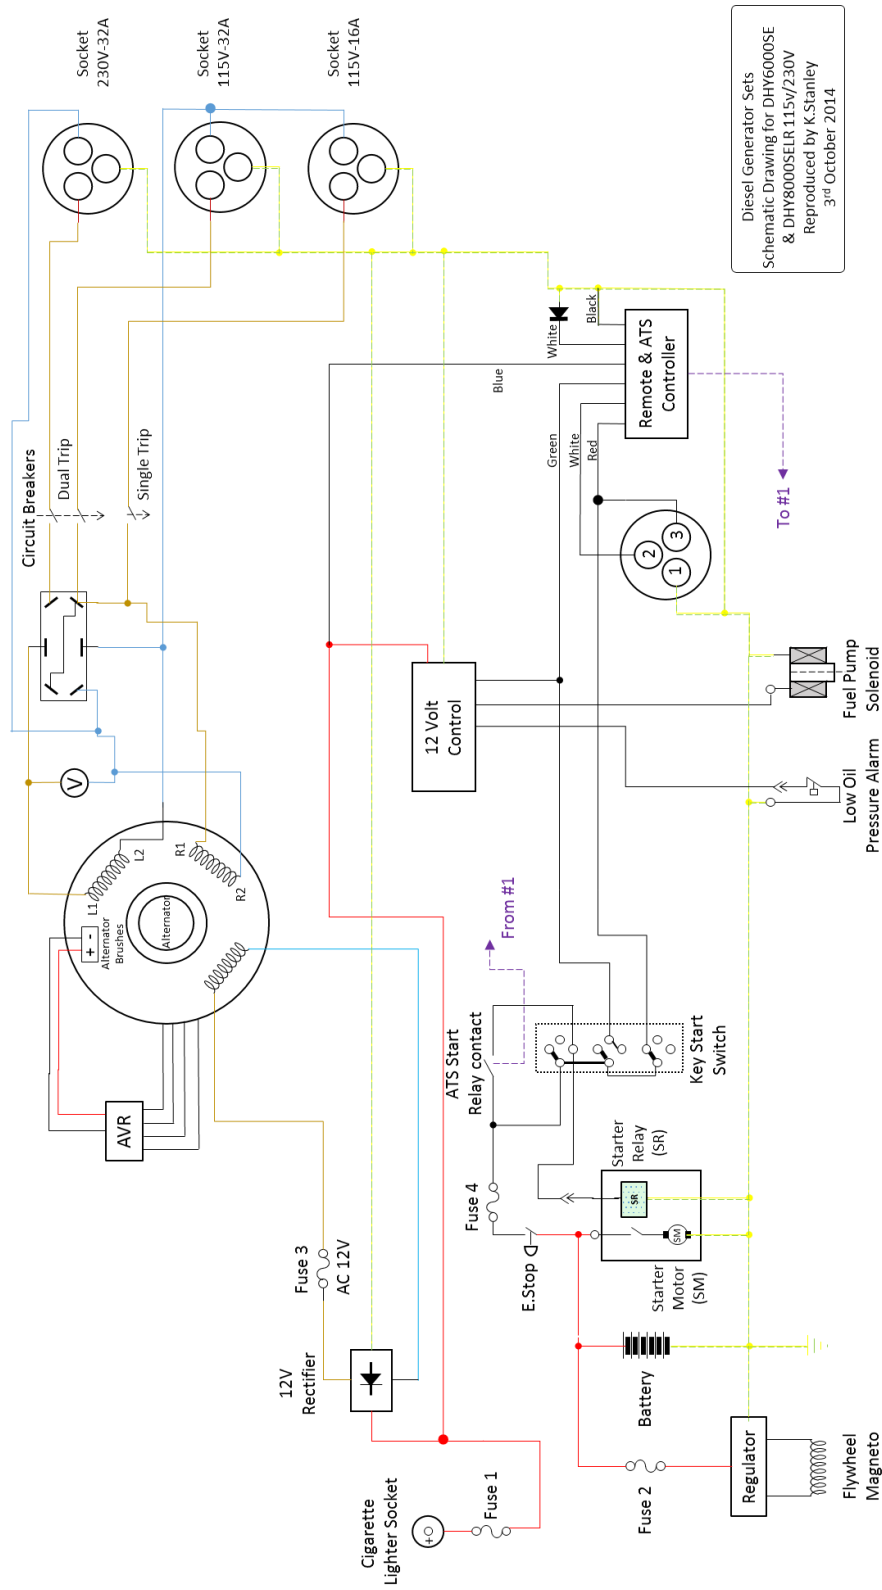 Socket
230V-32A
Socket
115V-32A
Socket
115V-16A
Diesel Generator Sets
Schematic Drawing for DHY6000SE
& DHY8000SELR 115v/230V
Reproduced by K.Stanley
3rd October 2014
Circuit Breakers
Dual Trip
Single Trip
White
Black
Blue
Green
White
Red
Remote & ATS
Controller
To #1
1
2
3
V
12 Volt
Control
Fuel Pump
Solenoid
Low Oil
Pressure Alarm
L1
L2
R1
R2
+ -
Alternator
Brushes
Alternator
AVR
From #1
ATS Start
Relay contact
Key Start
Switch
Fuse 4
E.Stop
Starter
Relay
(SR)
SR
SM
Starter
Motor
(SM)
Fuse 3
AC 12V
12V
Rectifier
Battery
Cigarette
Lighter Socket
+
Fuse 1
Fuse 2
Regulator
Flywheel
Magneto